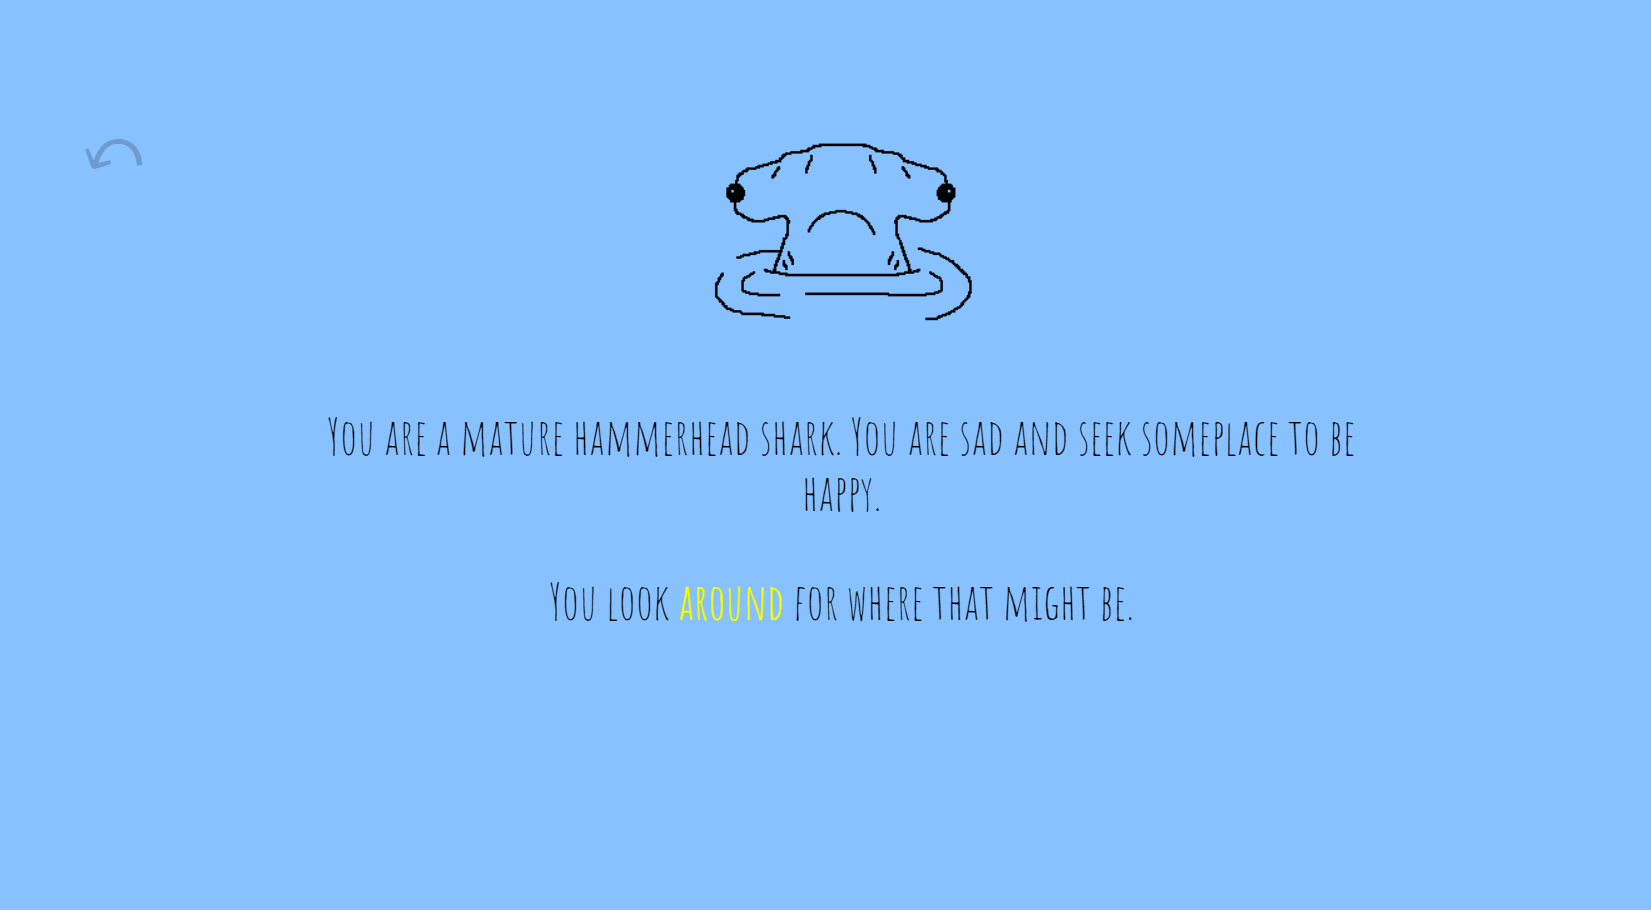 You are a mature hammerhead shark. You are sad and seek someplace to be
happy.
You look around for where that might be.